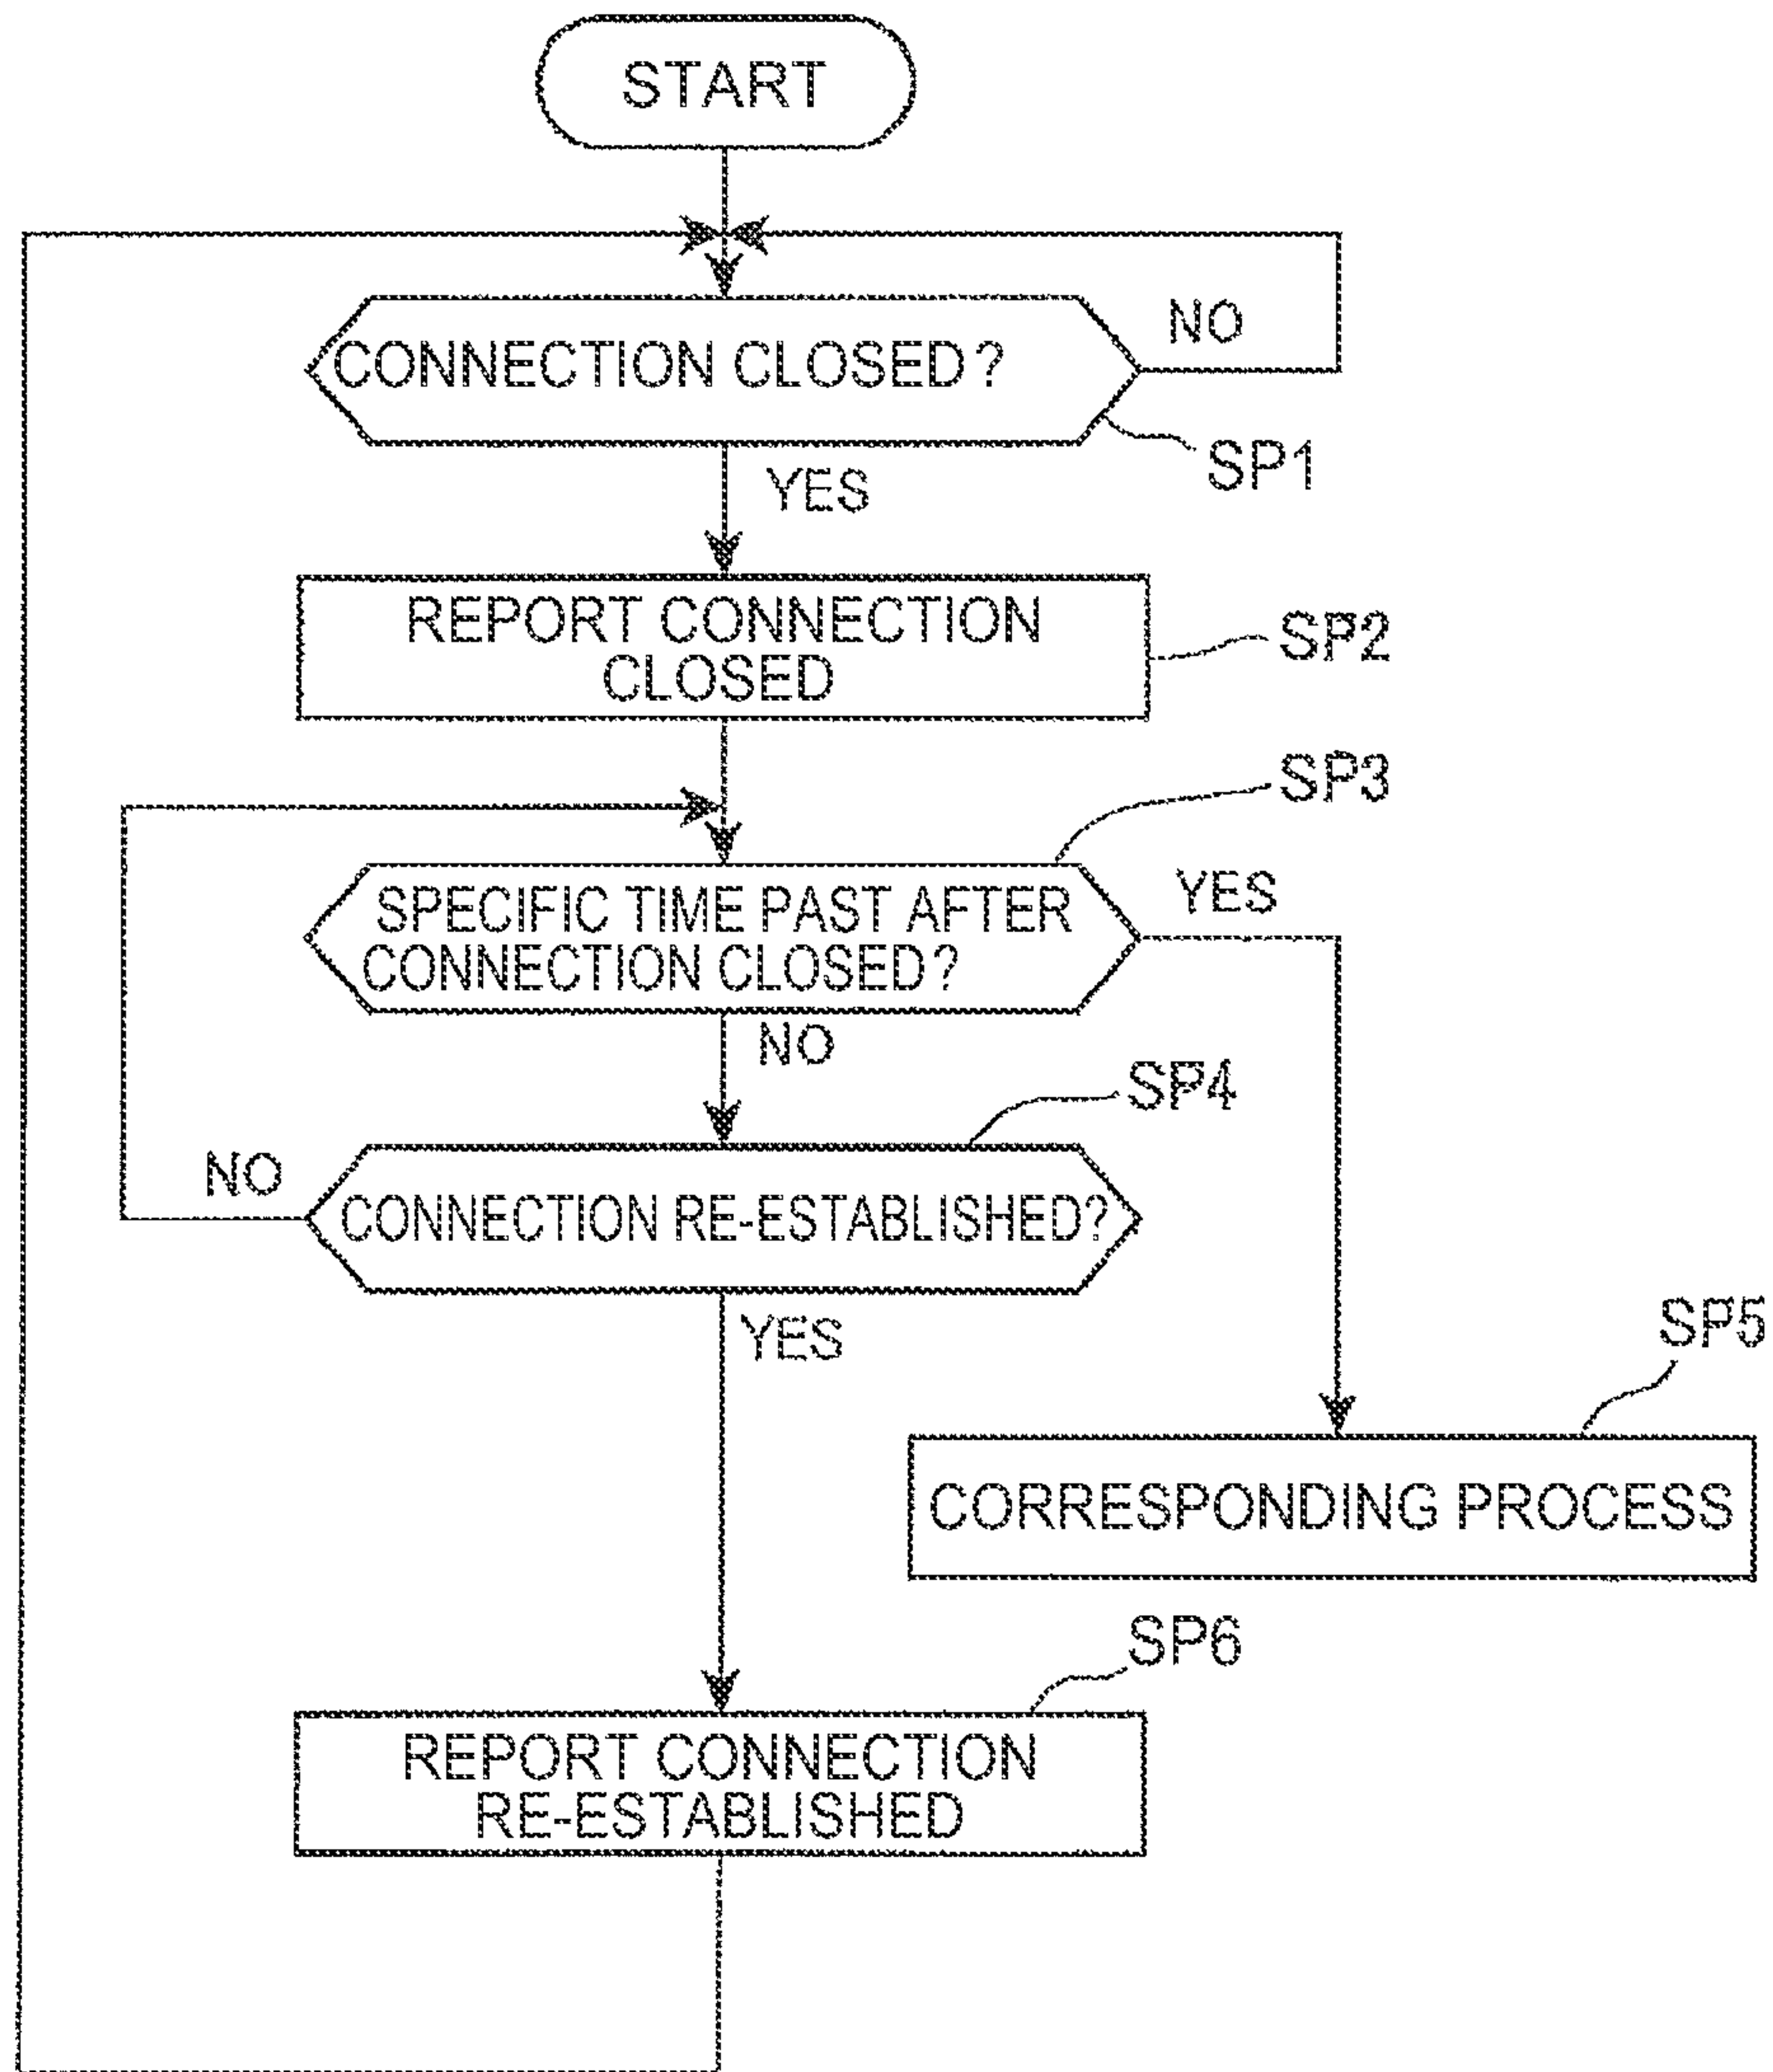 START
NO
CONNECTION CLOSED?
SP1
YES
REPORT CONNECTION
CLOSED
SP2
SP3
YES
SPECIFIC TIME PAST AFTER
CONNECTION CLOSED?
NO
SP4
NO
CONNECTION RE-ESTABLISHED?
YES
SP5
CORRESPONDING PROCESS
SP6
REPORT CONNECTION
RE-ESTABLISHED